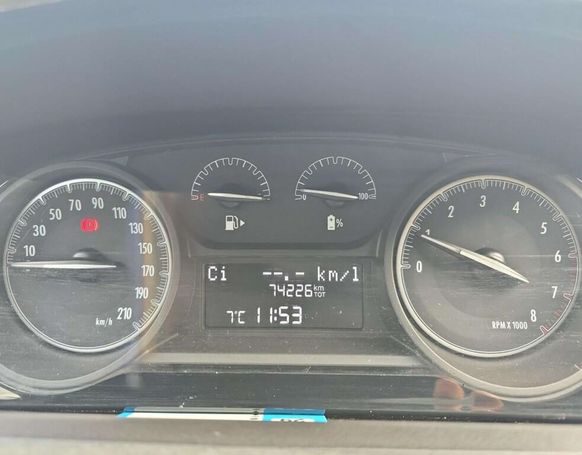 E
0 100
%
10 30 50 70 90 110 130 150 170 190 210
km/h
0 1 2 3 4 5 6 7 8
RPM X 1000
Ci --.- km/l
74226 km TOT
7°C 11:53